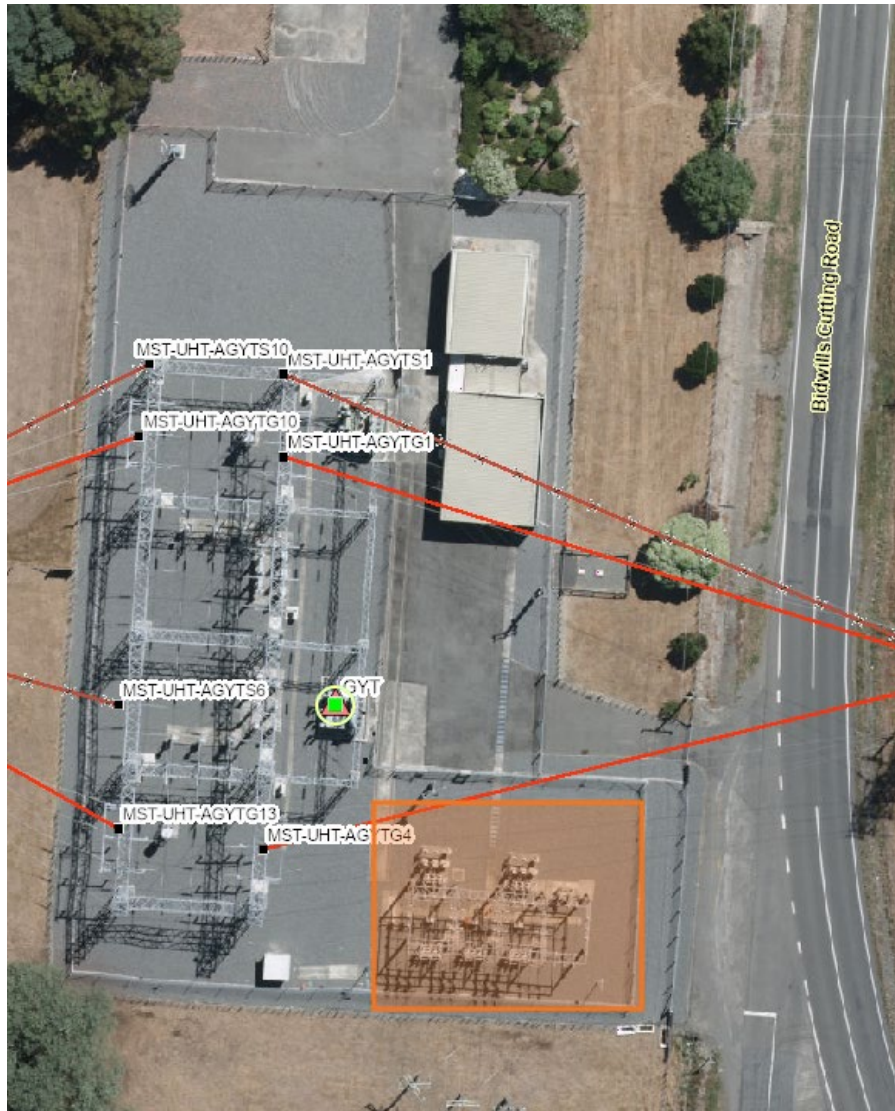 Bidwills Cutting Road
MST-UHT-AGYTS10
MST-UHT-AGYTS1
MST-UHT-AGYTG10
MST-UHT-AGYTG1
GYT
MST-UHT-AGYTS6
MST-UHT-AGYTG13
MST-UHT-AGYTG4